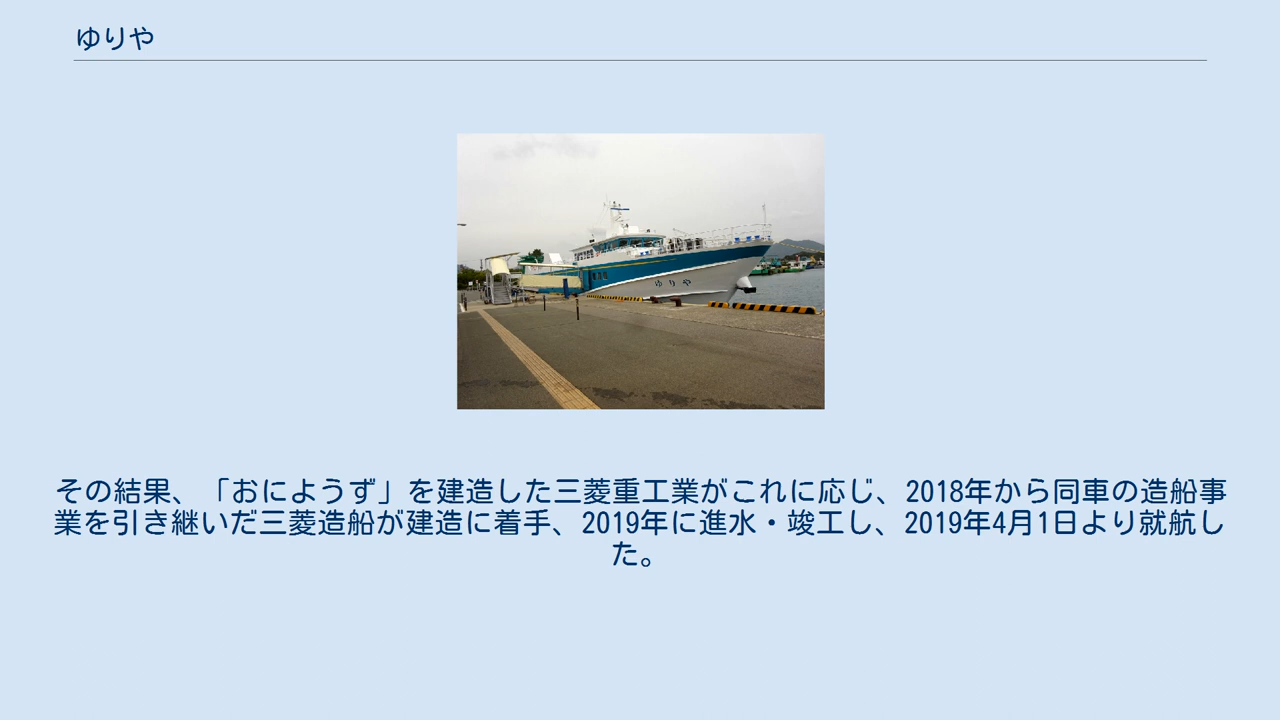 ゆりや
ゆりや
その結果、「おにようず」を建造した三菱重工業がこれに応じ、2018年から同車の造船事
業を引き継いだ三菱造船が建造に着手、2019年に進水・竣工し、2019年4月1日より就航し
た。